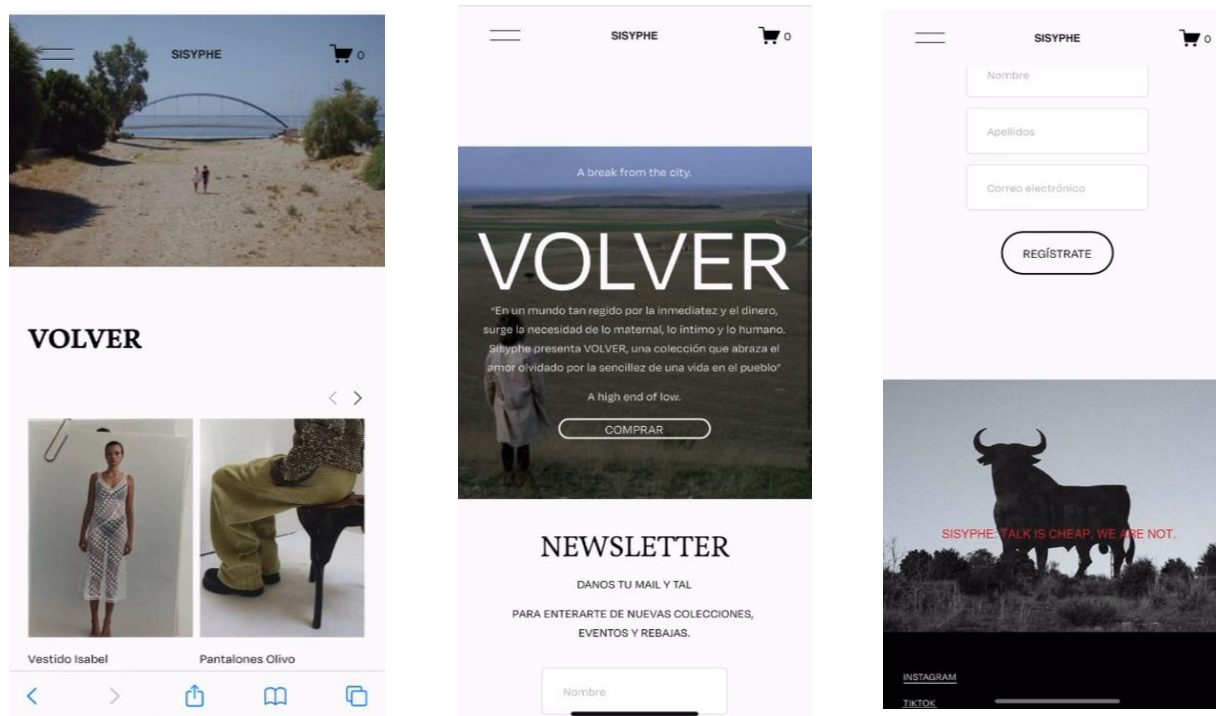 SISYPHE
0
VOLVER
Vestido Isabel
Pantalones Olivo
SISYPHE
0
A break from the city.
VOLVER
“En un mundo tan regido por la inmediatez y el dinero,
surge la necesidad de lo maternal, lo íntimo y lo humano.
Sisyphe presenta VOLVER, una colección que abraza el
amor olvidado por la sencillez de una vida en el pueblo”
A high end of low.
COMPRAR
NEWSLETTER
DANOS TU MAIL Y TAL
PARA ENTERARTE DE NUEVAS COLECCIONES,
EVENTOS Y REBAJAS.
Nombre
SISYPHE
0
Nombre
Apellidos
Correo electrónico
REGÍSTRATE
SISYPHE: TALK IS CHEAP, WE ARE NOT.
INSTAGRAM
TIKTOK